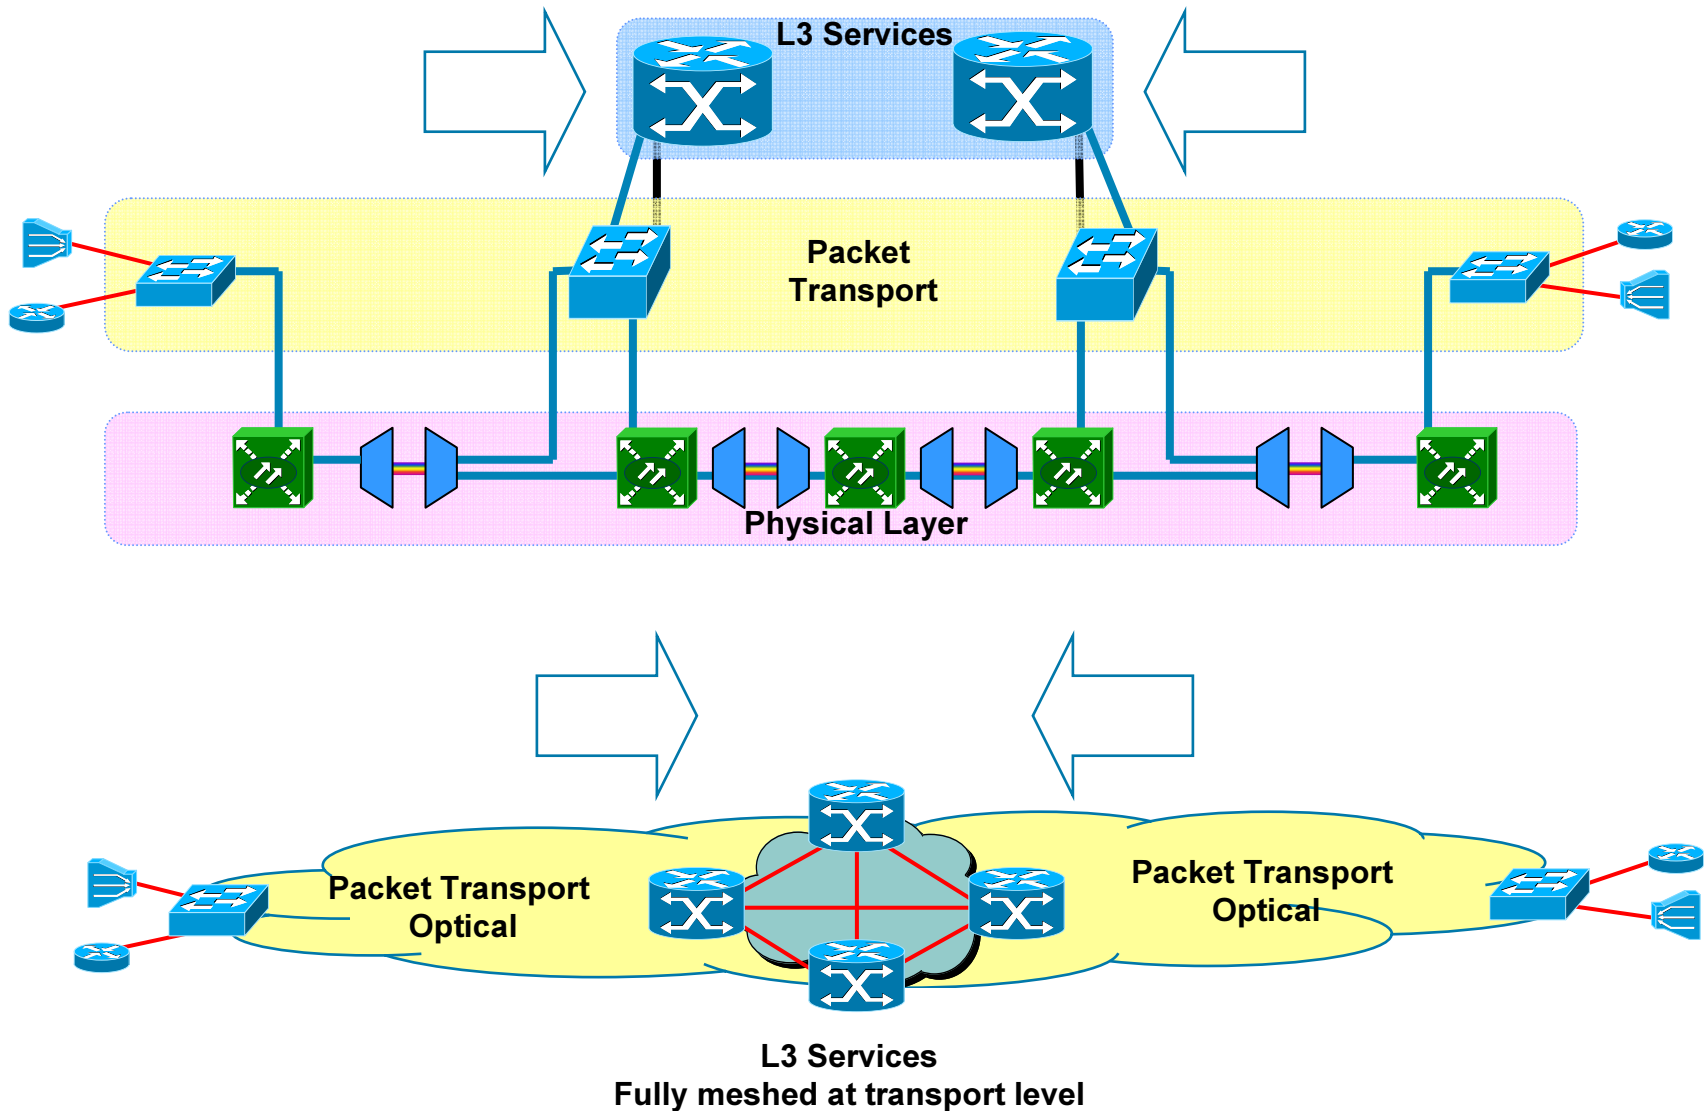 L3 Services
Packet
Transport
Physical Layer
Packet Transport
Optical
Packet Transport
Optical
L3 Services
Fully meshed at transport level